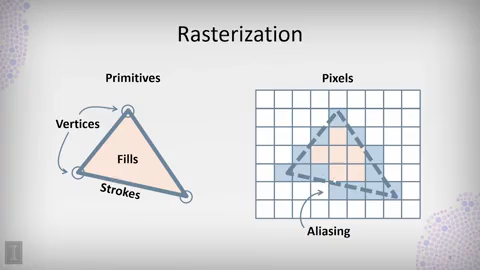 Rasterization
Primitives
Pixels
Vertices
Fills
Strokes
Aliasing
I